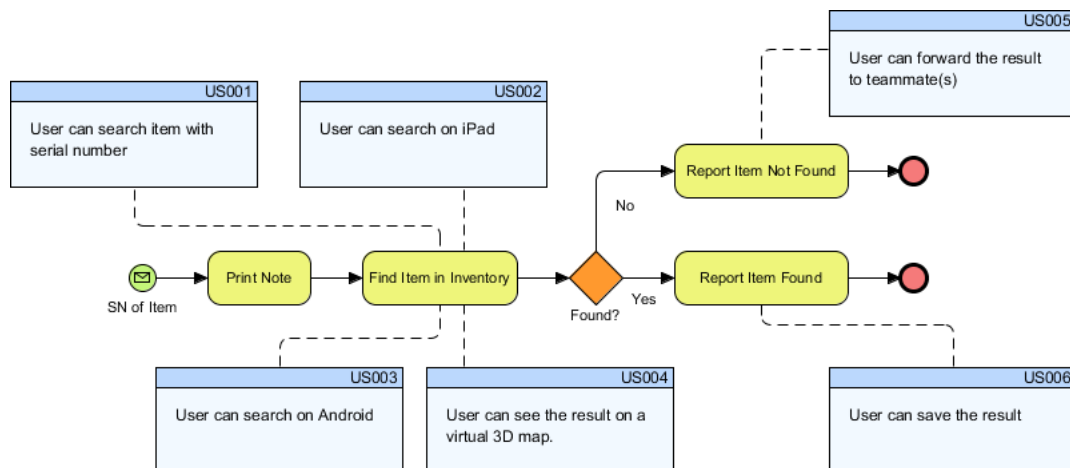 US005
User can forward the result
to teammate(s)
US001
User can search item with
serial number
US002
User can search on iPad
Report Item Not Found
No
Print Note
Find Item in Inventory
Report Item Found
SN of Item
Found?
Yes
US003
User can search on Android
US004
User can see the result on a
virtual 3D map.
US006
User can save the result